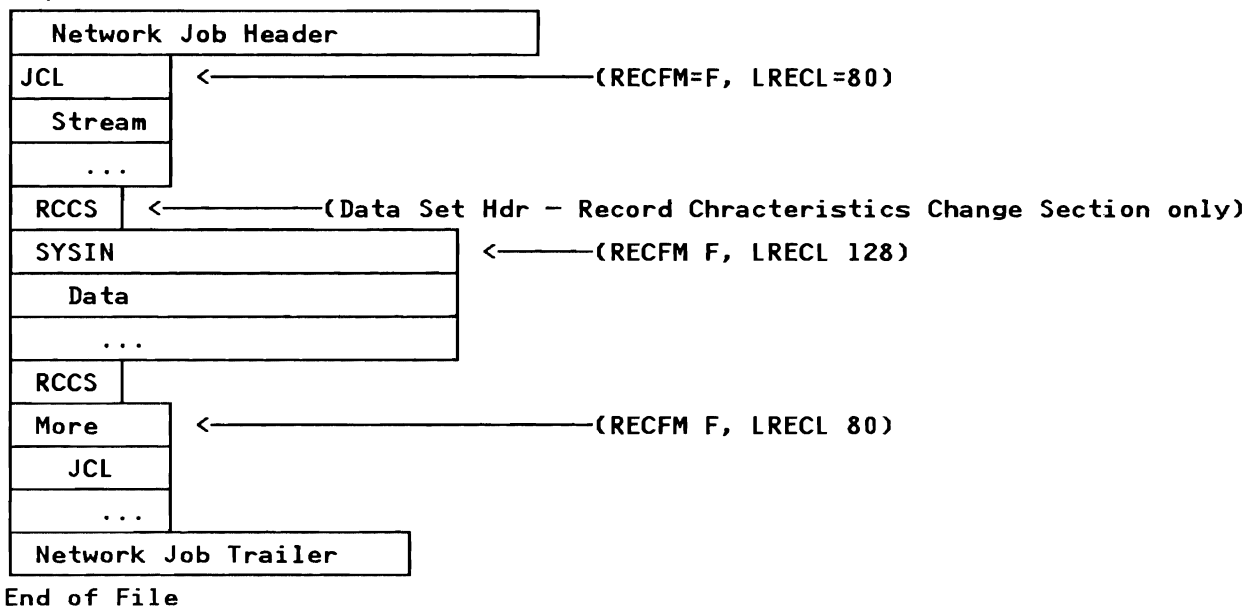 Network Job Header
JCL <(RECFM=F, LRECL=80)
Stream
...
RCCS <(Data Set Hdr — Record Chracteristics Change Section only)
SYSIN <(RECFM F, LRECL 128)
Data
...
RCCS
More <(RECFM F, LRECL 80)
JCL
...
Network Job Trailer
End of File